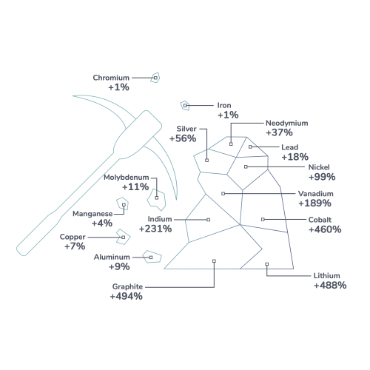 Chromium
+1%
Iron
+1%
Neodymium
+37%
Silver
+56%
Lead
+18%
Nickel
+99%
Molybdenum
+11%
Vanadium
+189%
Manganese
+4%
Indium
+231%
Cobalt
+460%
Copper
+7%
Aluminum
+9%
Lithium
+488%
Graphite
+494%